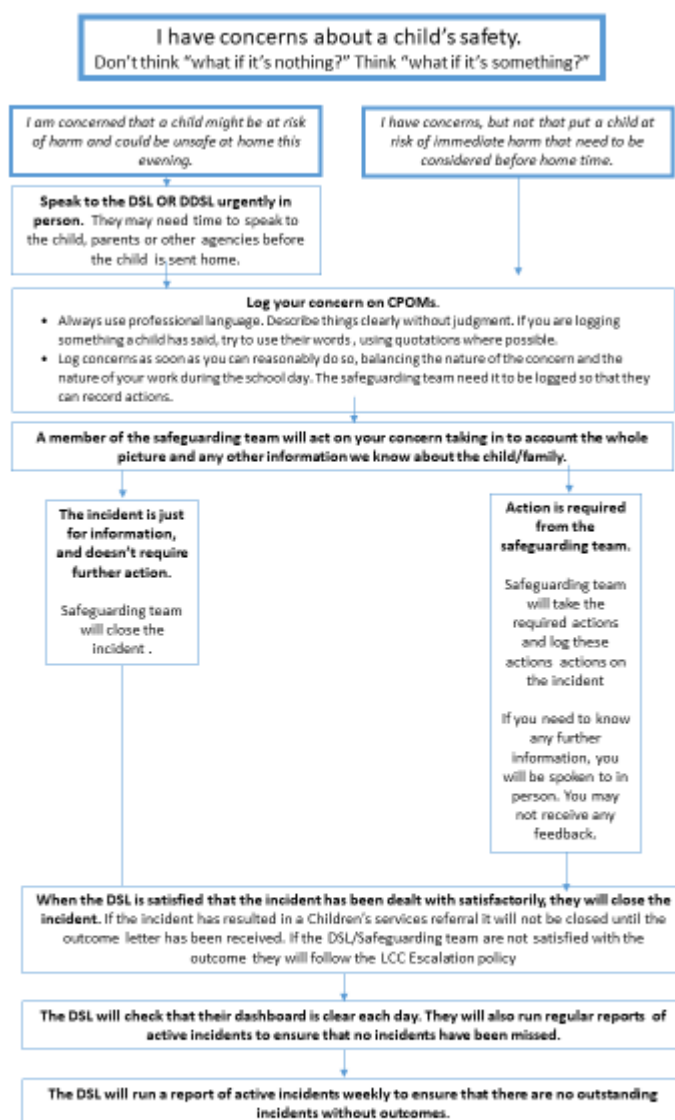 I have concerns about a child's safety.
Don't think "what if it's nothing?" Think "what if it's something?"
I am concerned that a child might be at risk
of harm and could be unsafe at home this
evening.
I have concerns, but not that put a child at
risk of immediate harm that need to be
considered before home time.
Speak to the DSL OR DDSL urgently in
person. They may need time to speak to
the child, parents or other agencies before
the child is sent home.
Log your concern on CPOMs.
• Always use professional language. Describe things clearly without judgment. If you are logging
something a child has said, try to use their words , using quotations where possible.
• Log concerns as soon as you can reasonably do so, balancing the nature of the concern and the
nature of your work during the school day. The safeguarding team need it to be logged so that they
can record actions.
A member of the safeguarding team will act on your concern taking in to account the whole
picture and any other information we know about the child/family.
The incident is just
for information,
and doesn't require
further action.
Safeguarding team
will close the
incident .
Action is required
from the
safeguarding team.
Safeguarding team
will take the
required actions
and log these
actions actions on
the incident
If you need to know
any further
information, you
will be spoken to in
person. You may
not receive any
feedback.
When the DSL is satisfied that the incident has been dealt with satisfactorily, they will close the
incident. If the incident has resulted in a Children's services referral it will not be closed until the
outcome letter has been received. If the DSL/Safeguarding team are not satisfied with the
outcome they will follow the LCC Escalation policy
The DSL will check that their dashboard is clear each day. They will also run regular reports of
active incidents to ensure that no incidents have been missed.
The DSL will run a report of active incidents weekly to ensure that there are no outstanding
incidents without outcomes.